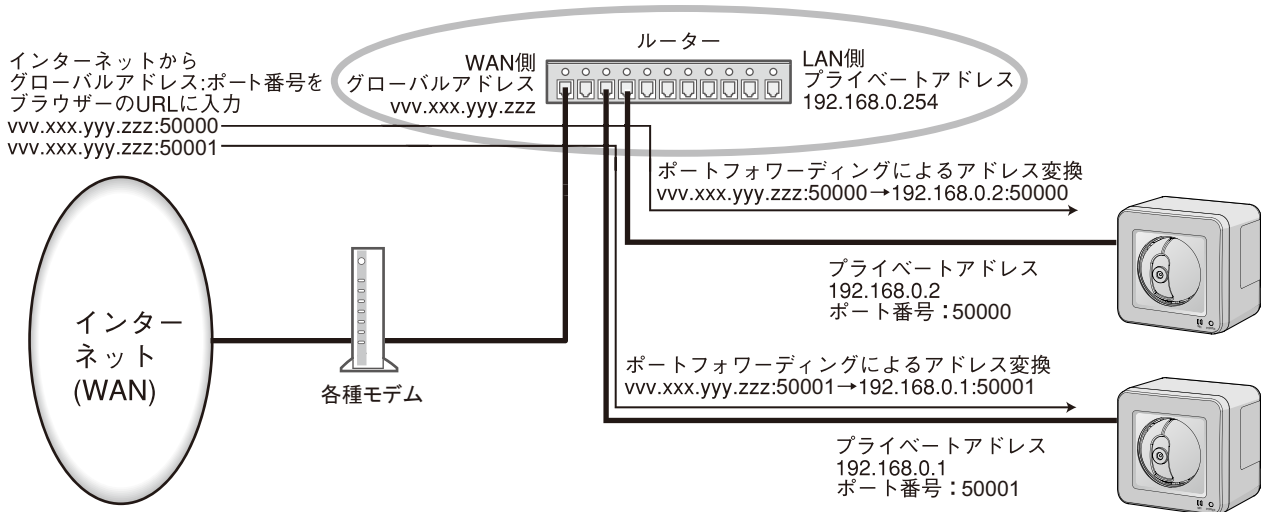 ルーター
WAN側
グローバルアドレス
vvv.xxx.yyy.zzz
LAN側
プライベートアドレス
192.168.0.254
インターネットから
グローバルアドレス:ポート番号を
ブラウザーのURLに入力
vvv.xxx.yyy.zzz:50000
vvv.xxx.yyy.zzz:50001
ポートフォワーディングによるアドレス変換
vvv.xxx.yyy.zzz:50000→192.168.0.2:50000
プライベートアドレス
192.168.0.2
ポート番号：50000
インター
ネット
(WAN)
各種モデム
ポートフォワーディングによるアドレス変換
vvv.xxx.yyy.zzz:50001→192.168.0.1:50001
プライベートアドレス
192.168.0.1
ポート番号：50001